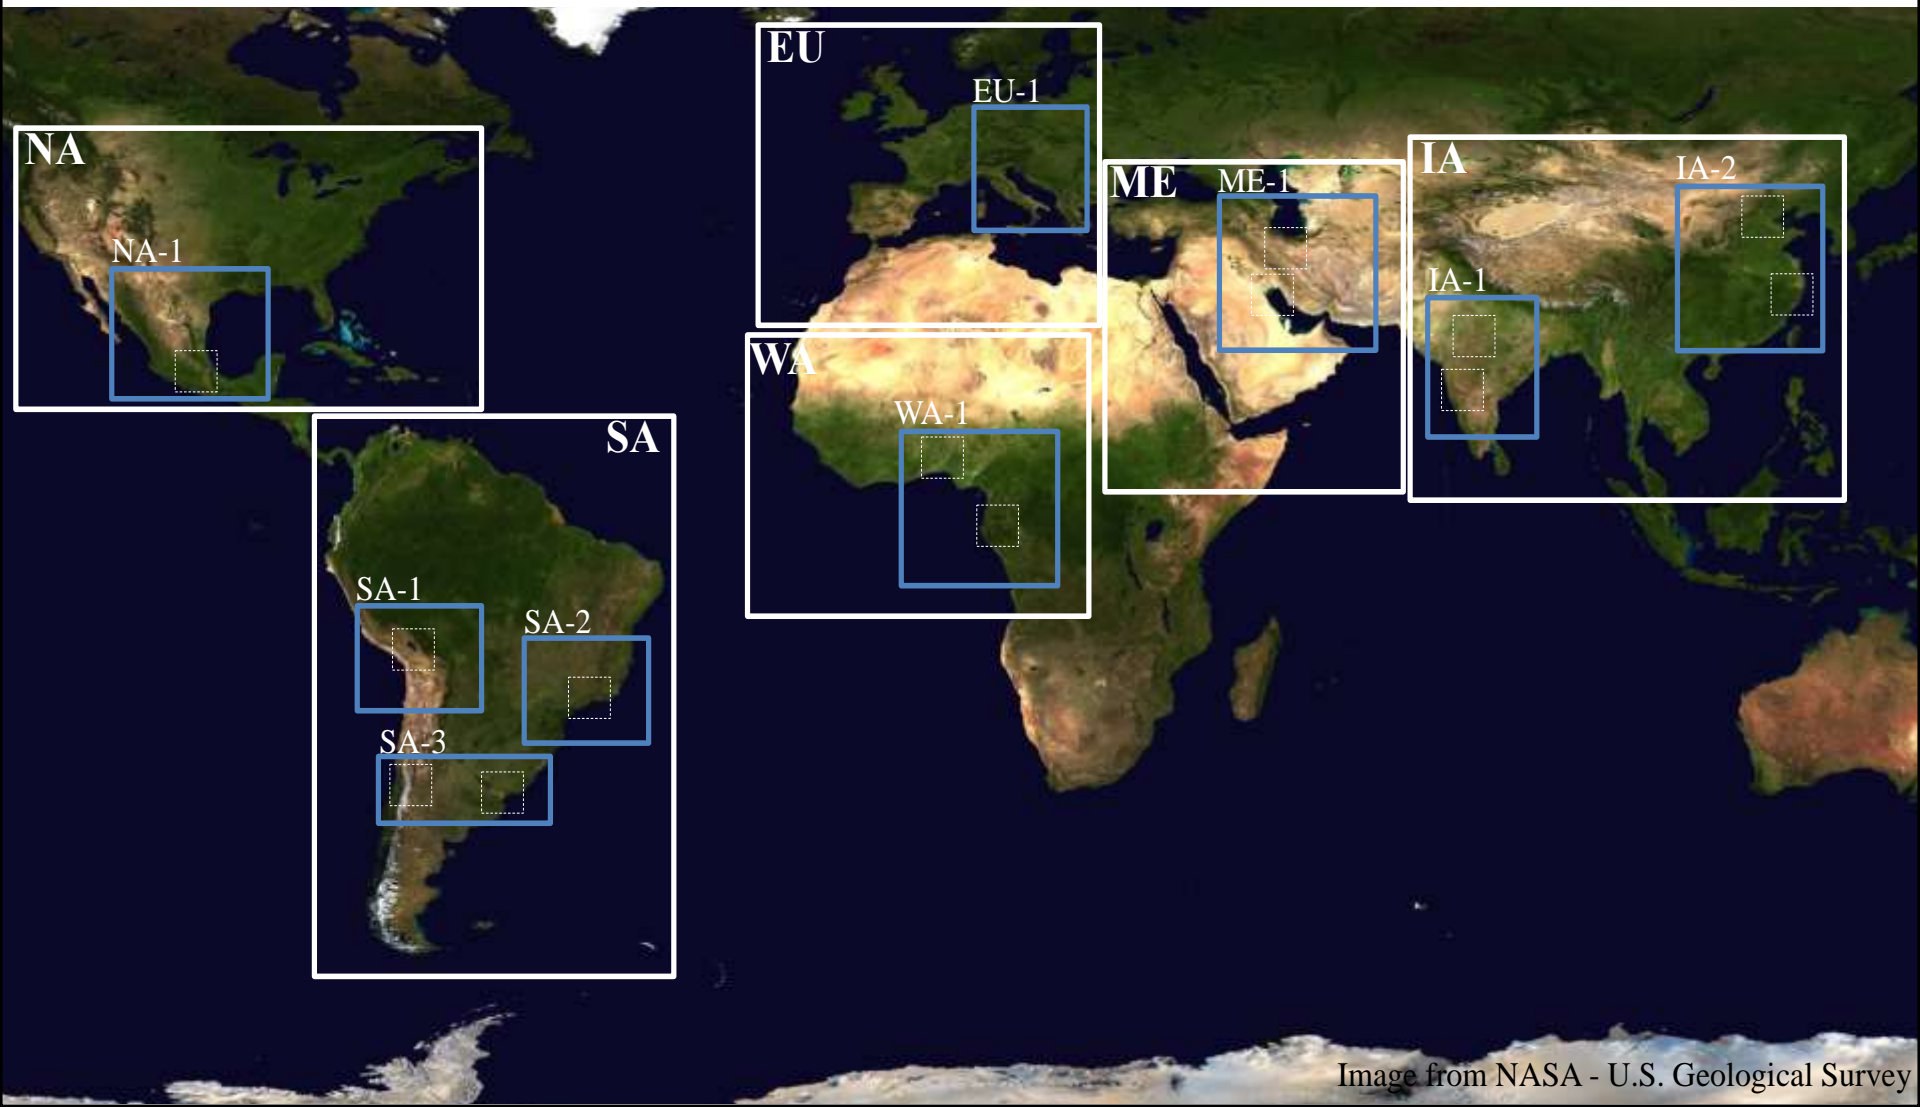 EU
EU-1
NA
ME
ME-1
IA
IA-2
NA-1
IA-1
WA
WA-1
SA
SA-1
SA-2
SA-3
Image from NASA - U.S. Geological Survey